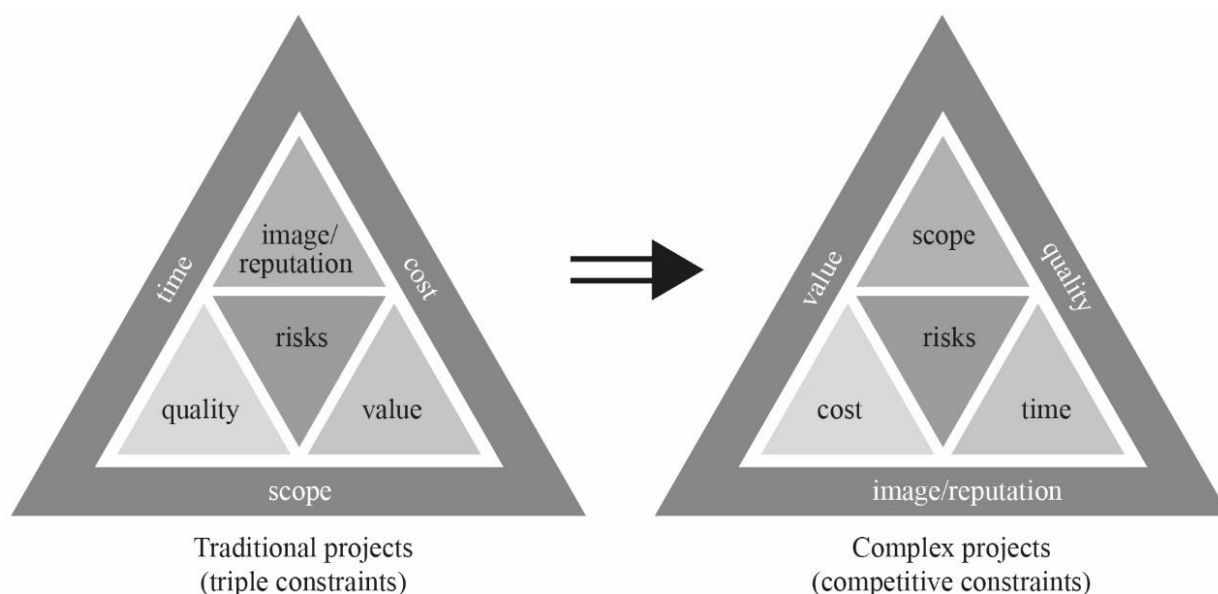 image/
reputation
time
cost
risks
quality
value
scope
Traditional projects
(triple constraints)
scope
value
quality
risks
cost
time
image/reputation
Complex projects
(competitive constraints)